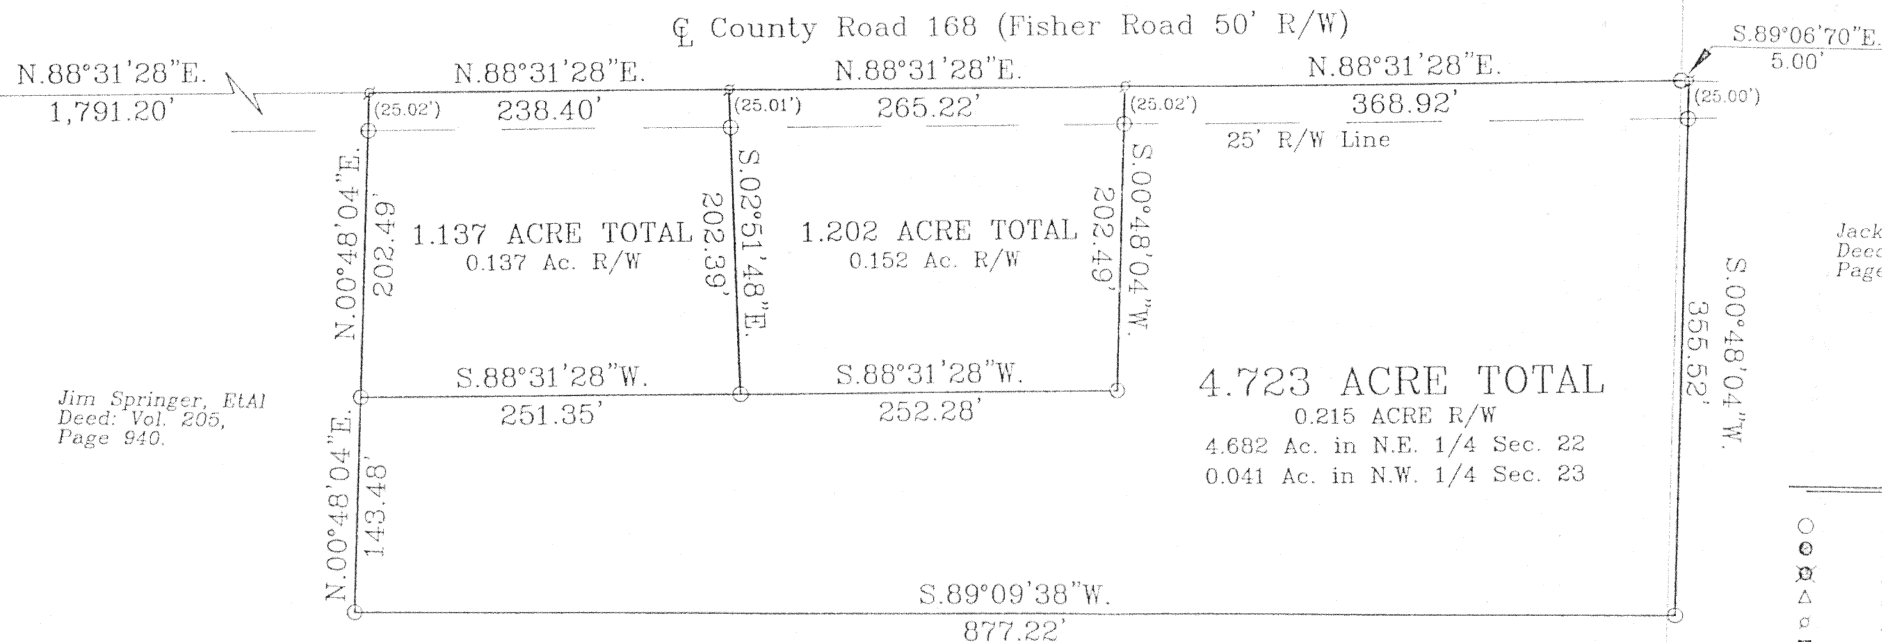 ℄ County Road 168 (Fisher Road 50' R/W)
S.89°06'70"E.
5.00'
N.88°31'28"E.
1,791.20'
N.88°31'28"E.
238.40'
N.88°31'28"E.
265.22'
N.88°31'28"E.
368.92'
(25.02')
(25.01')
(25.02')
(25.00')
25' R/W Line
N.00°48'04"E.
202.49'
1.137 ACRE TOTAL
0.137 Ac. R/W
S.02°51'48"E.
202.39'
1.202 ACRE TOTAL
0.152 Ac. R/W
S.00°48'04"W.
202.49'
S.00°48'04"W.
355.52'
Jack
Page
S.88°31'28"W.
251.35'
S.88°31'28"W.
252.28'
4.723 ACRE TOTAL
0.215 ACRE R/W
4.682 Ac. in N.E. 1/4 Sec. 22
0.041 Ac. in N.W. 1/4 Sec. 23
Jim Springer, EtAl
Deed: Vol. 205,
Page 940.
N.00°48'04"E.
143.48'
S.89°09'38"W.
877.22'